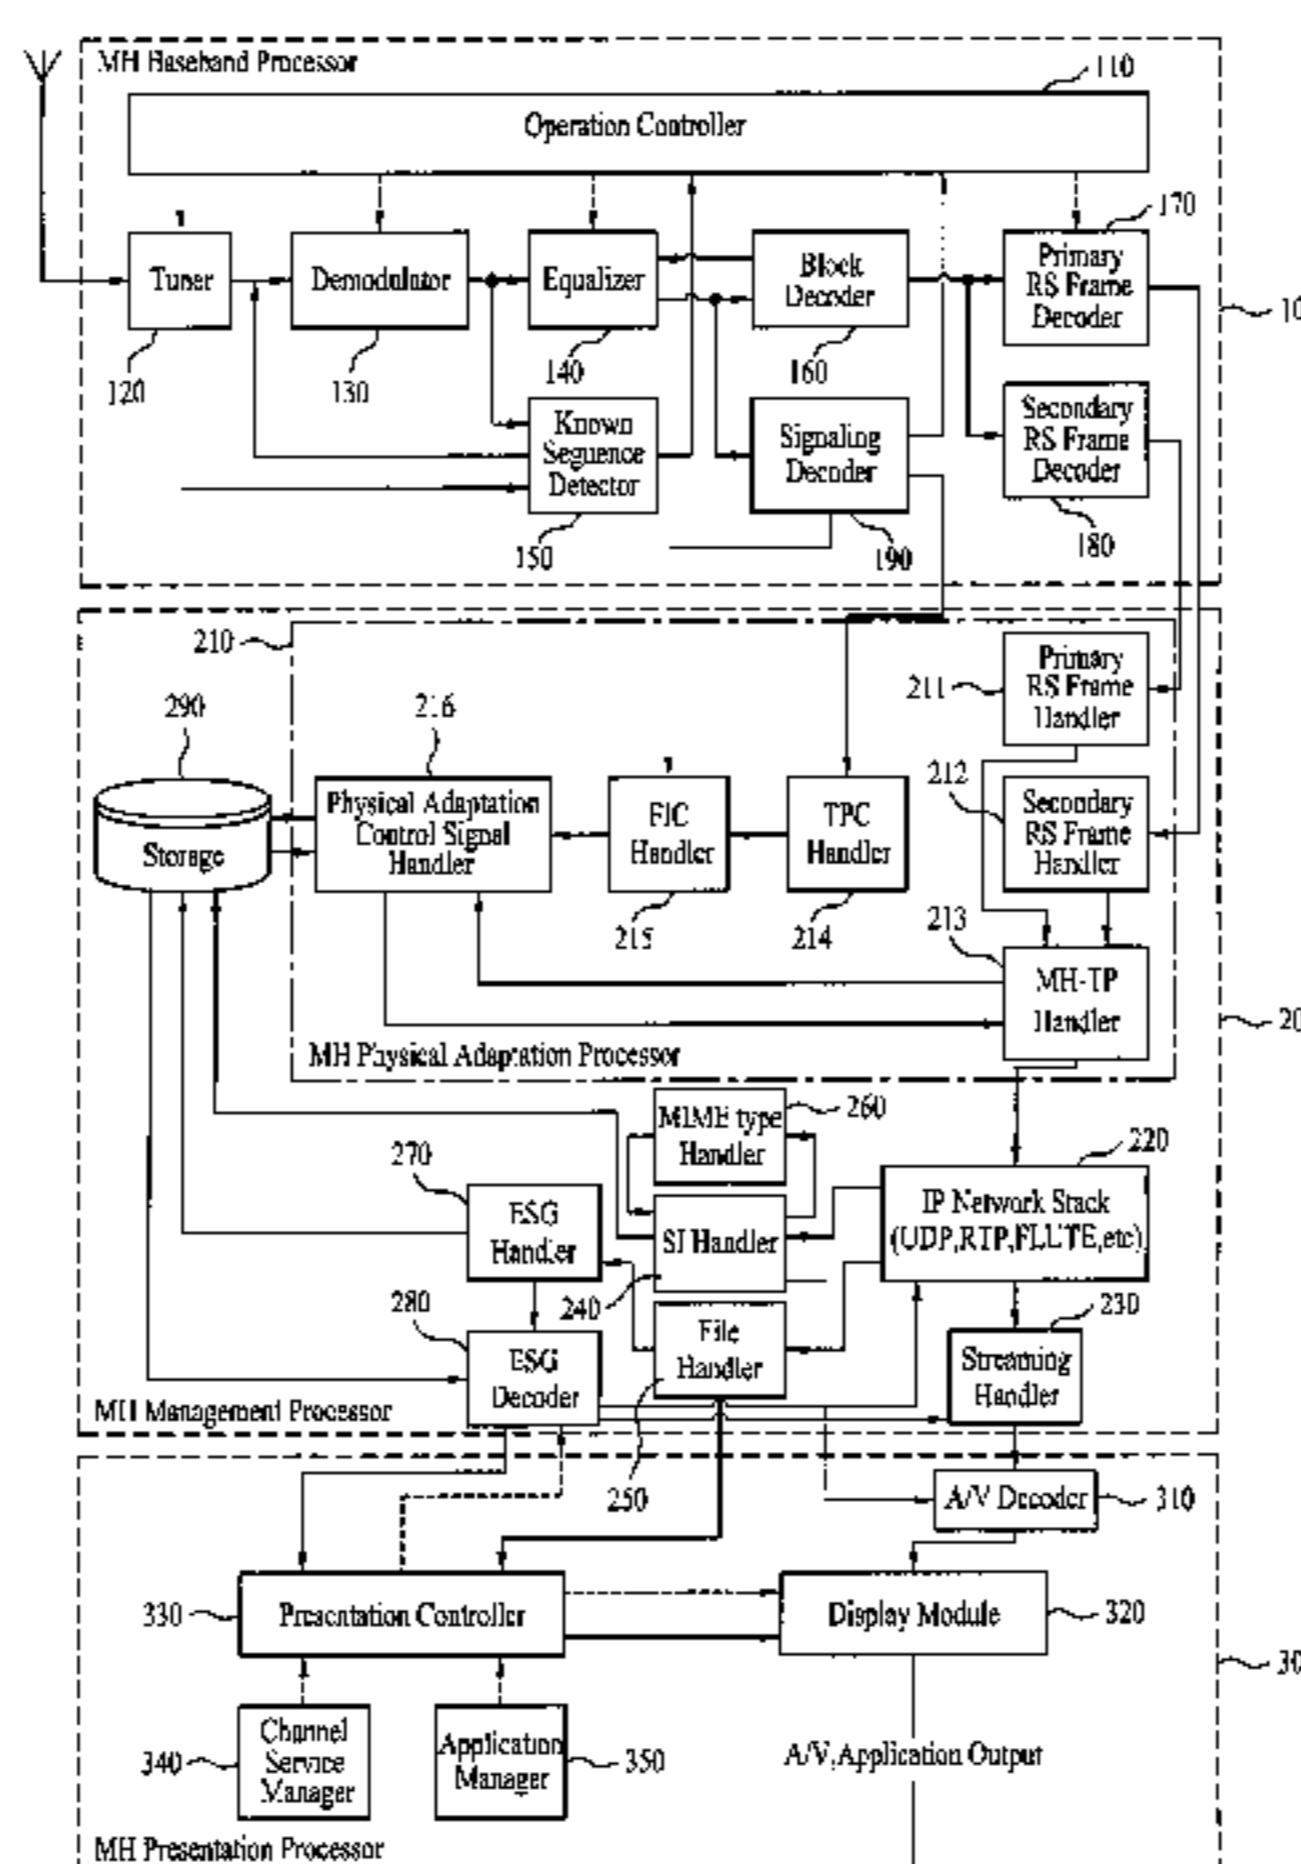 MH Baseband Processor
110
Operation Controller
170
Tuner
Demodulator
Equalizer
Block
Decoder
Primary
RS Frame
Decoder
10
120
130
140
160
Known
Sequence
Detector
Signaling
Decoder
Secondary
RS Frame
Decoder
150
190
180
210
Primary
RS Frame
Handler
211
290
216
212
Storage
Physical Adaptation
Control Signal
Handler
FIC
Handler
TPC
Handler
Secondary
RS Frame
Handler
215
214
213
MH-TP
Handler
20
MH Physical Adaptation Processor
MIME type
Handler
260
270
220
ESG
Handler
SI Handler
IP Network Stack
(UDP,RTP,FLUTE,etc)
280
240
230
ESG
Decoder
File
Handler
Streaming
Handler
MH Management Processor
250
A/V Decoder
310
330
Presentation Controller
Display Module
320
30
340
Channel
Service
Manager
Application
Manager
350
A/V,Application Output
MH Presentation Processor